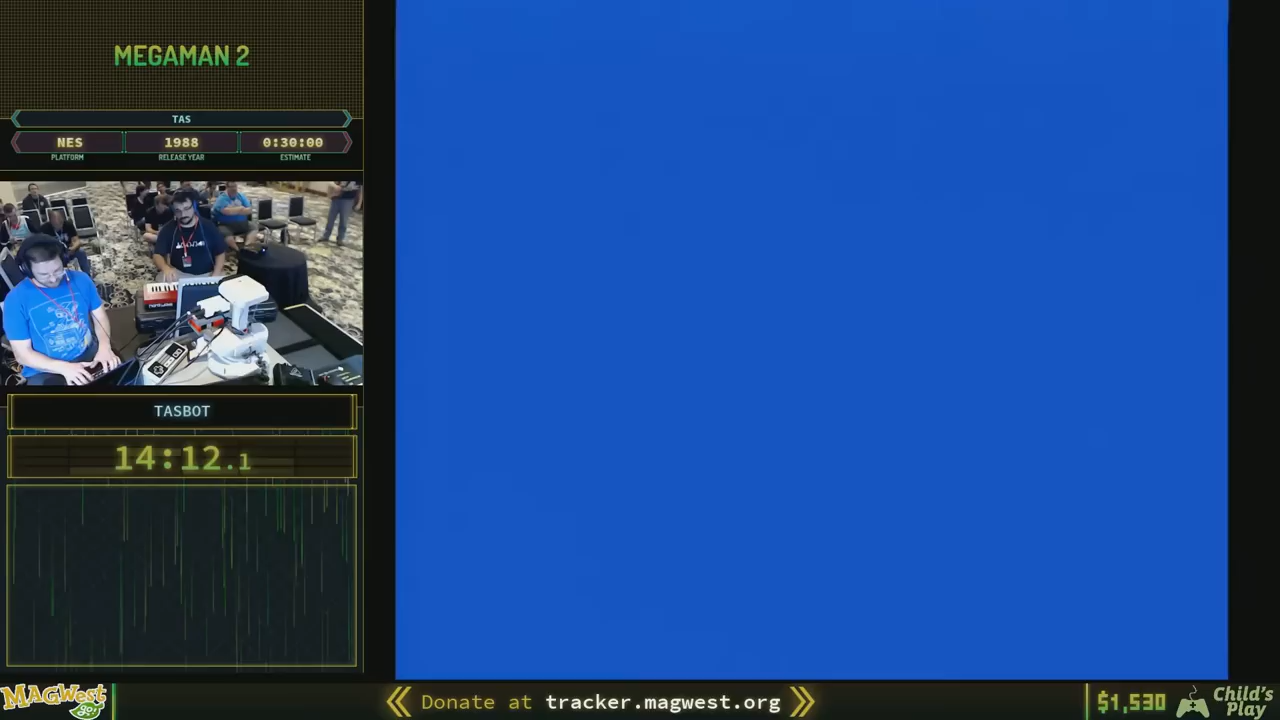 MEGAMAN 2
TAS
NES
1988
0:30:00
PLATFORM
RELEASE YEAR
ESTIMATE
TASBOT
14:12.1
MAGWest
go!
Donate at tracker.magwest.org
$1,530
Child's
Play